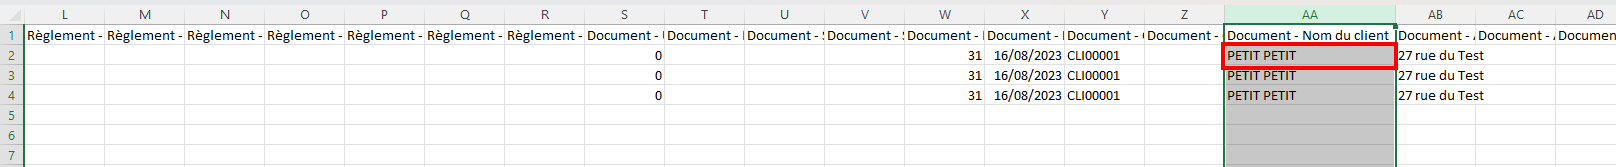 L M N O P Q R S T U V W X Y Z AA AB AC AD
1 Règlement - Règlement - Règlement - Règlement - Règlement - Règlement - Règlement - Document - Document - Document - Document - Document - Document - Document - Document - Document - Document - Nom du client Document - Document - Documen
2 0 31 16/08/2023 CLI00001 PETIT PETIT 27 rue du Test
3 0 31 16/08/2023 CLI00001 PETIT PETIT 27 rue du Test
4 0 31 16/08/2023 CLI00001 PETIT PETIT 27 rue du Test
5
6
7